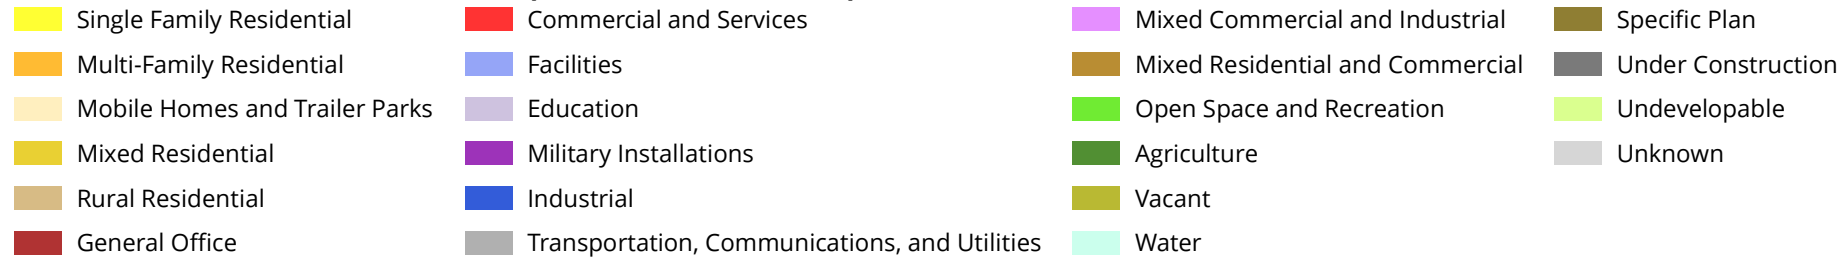 Single Family Residential
Multi-Family Residential
Mobile Homes and Trailer Parks
Mixed Residential
Rural Residential
General Office
Commercial and Services
Facilities
Education
Military Installations
Industrial
Transportation, Communications, and Utilities
Mixed Commercial and Industrial
Mixed Residential and Commercial
Open Space and Recreation
Agriculture
Vacant
Water
Specific Plan
Under Construction
Undevelopable
Unknown